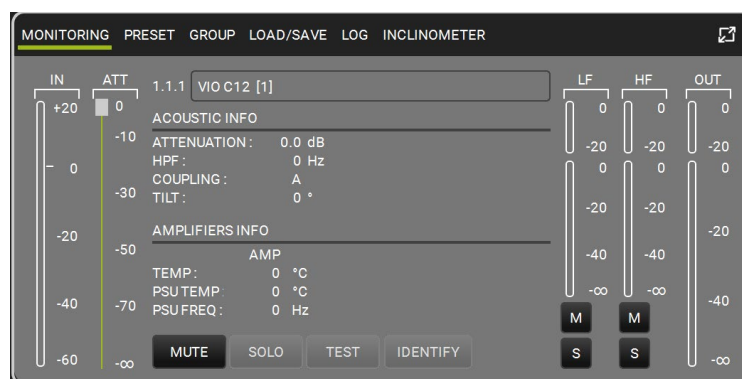 MONITORING PRESET GROUP LOAD/SAVE LOG INCLINOMETER
IN ATT
+20
0
-20
-40
-60
0
-10
-30
-50
-70
-∞
1.1.1 VIO C12 [1]
ACOUSTIC INFO
ATTENUATION: 0.0 dB
HPF: 0 Hz
COUPLING: A
TILT: 0 °
AMPLIFIERS INFO
AMP
TEMP: 0 °C
PSU TEMP: 0 °C
PSU FREQ: 0 Hz
MUTE SOLO TEST IDENTIFY
LF HF OUT
0
-20
0
-20
-40
-∞
M
S
0
-20
0
-20
-40
-∞
M
S
0
-20
0
-20
-40
-∞